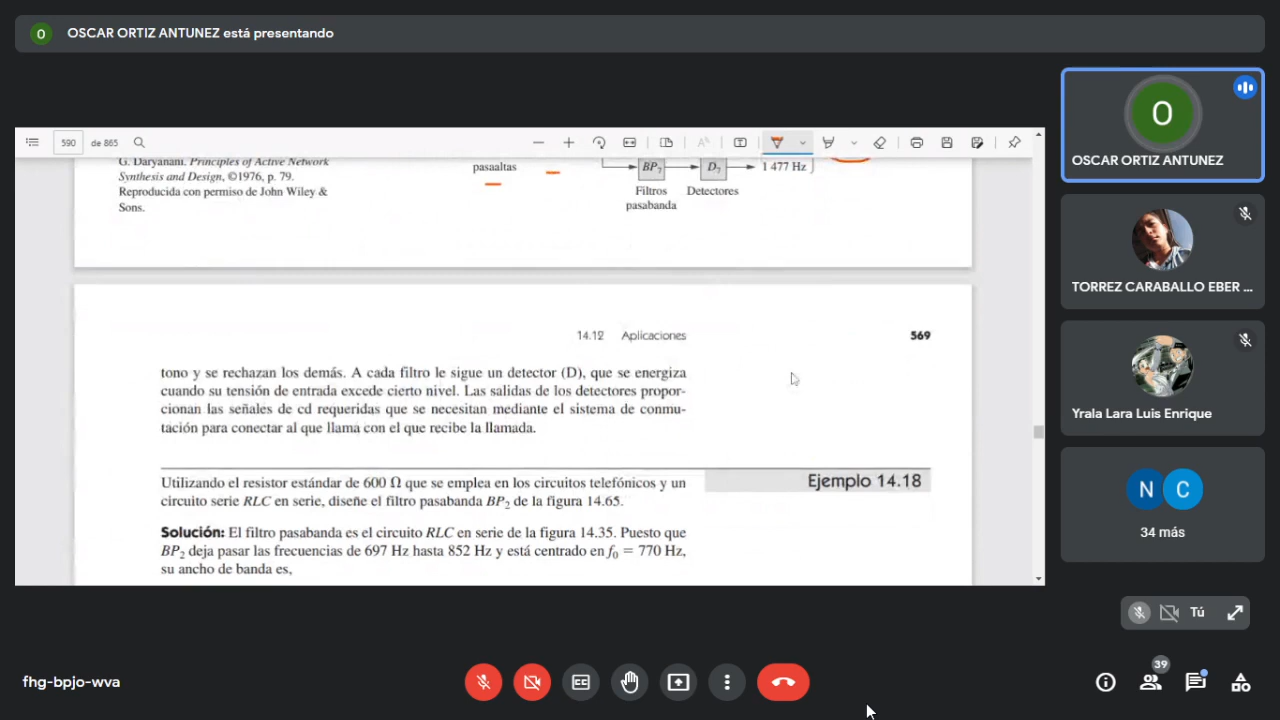 O OSCAR ORTIZ ANTUNEZ está presentando
590 de 865
G. Daryanani. Principles of Active Network
Synthesis and Design, ©1976, p. 79.
Reproducida con permiso de John Wiley &
Sons.
pasaaltas
BP7
D7
1 477 Hz
Filtros
pasabanda
Detectores
14.12 Aplicaciones 569
tono y se rechazan los demás. A cada filtro le sigue un detector (D), que se energiza
cuando su tensión de entrada excede cierto nivel. Las salidas de los detectores propor-
cionan las señales de cd requeridas que se necesitan mediante el sistema de conmu-
tación para conectar al que llama con el que recibe la llamada.
Utilizando el resistor estándar de 600 Ω que se emplea en los circuitos telefónicos y un
circuito serie RLC en serie, diseñe el filtro pasabanda BP2 de la figura 14.65.
Ejemplo 14.18
Solución: El filtro pasabanda es el circuito RLC en serie de la figura 14.35. Puesto que
BP2 deja pasar las frecuencias de 697 Hz hasta 852 Hz y está centrado en f0 = 770 Hz,
su ancho de banda es,
O
OSCAR ORTIZ ANTUNEZ
TORREZ CARABALLO EBER ...
Yrala Lara Luis Enrique
N C
34 más
Tú
fhg-bpjo-wva
39